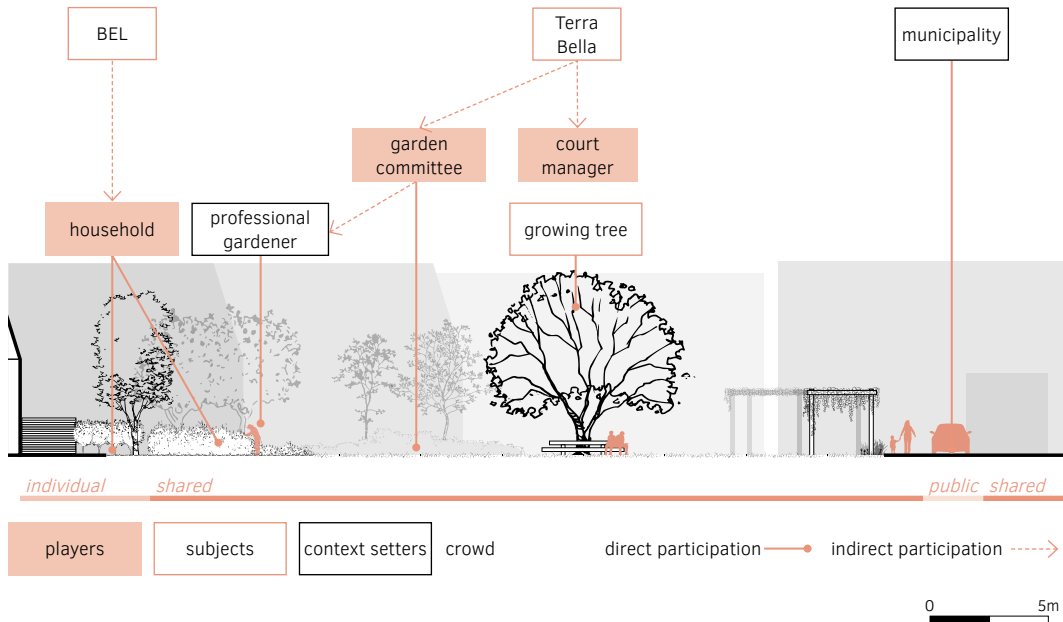 BEL
Terra
Bella
municipality
garden
committee
court
manager
household
professional
gardener
growing tree
individual
shared
public
shared
players
subjects
context setters
crowd
direct participation
indirect participation
0
5m